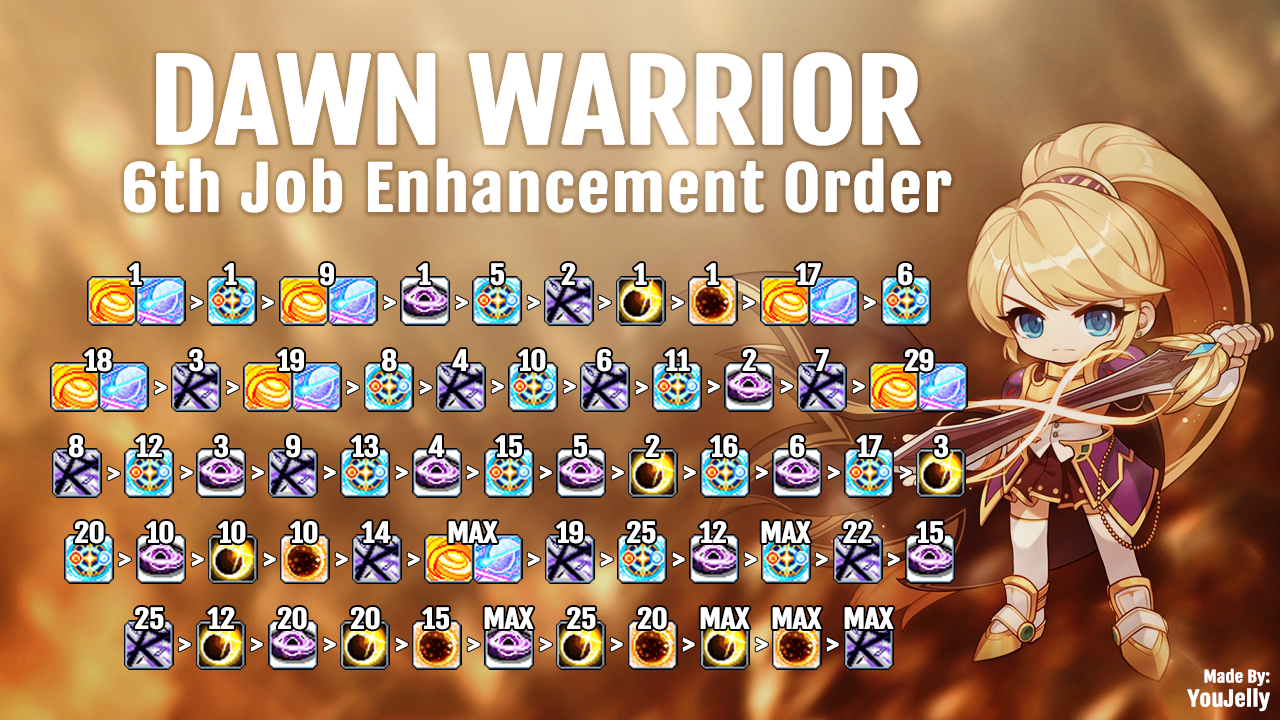 DAWN WARRIOR
6th Job Enhancement Order
1 > 1 > 9 > 1 > 5 > 2 > 1 > 1 > 17 > 6
18 > 3 > 19 > 8 > 4 > 10 > 6 > 11 > 2 > 7 > 29
8 > 12 > 3 > 9 > 13 > 4 > 15 > 5 > 2 > 16 > 6 > 17 > 3
20 > 10 > 10 > 10 > 14 > MAX > 19 > 25 > 12 > MAX > 22 > 15
25 > 12 > 20 > 20 > 15 > MAX > 25 > 20 > MAX > MAX > MAX
Made By:
YouJelly